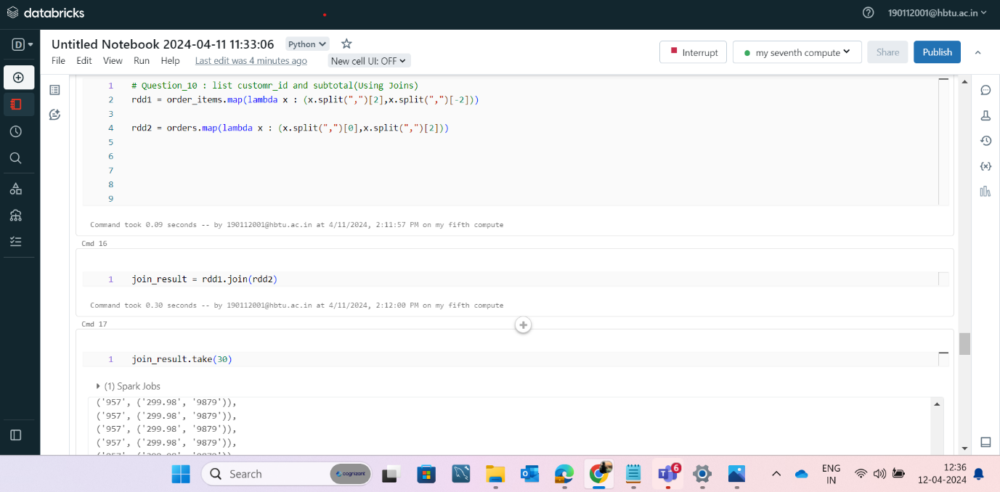 databricks
190112001@hbtu.ac.in
D
Untitled Notebook 2024-04-11 11:33:06 Python
File Edit View Run Help Last edit was 4 minutes ago New cell UI: OFF
Interrupt my seventh compute Share Publish
1 # Question_10 : list customr_id and subtotal(Using Joins)
2 rdd1 = order_items.map(lambda x : (x.split(",")[2],x.split(",")[-2]))
3
4 rdd2 = orders.map(lambda x : (x.split(",")[0],x.split(",")[2]))
5
6
7
8
9
Command took 0.09 seconds -- by 190112001@hbtu.ac.in at 4/11/2024, 2:11:57 PM on my fifth compute
Cmd 16
1 join_result = rdd1.join(rdd2)
Command took 0.30 seconds -- by 190112001@hbtu.ac.in at 4/11/2024, 2:12:00 PM on my fifth compute
Cmd 17
1 join_result.take(30)
(1) Spark Jobs
('957', ('299.98', '9879')),
('957', ('299.98', '9879')),
('957', ('299.98', '9879')),
('957', ('299.98', '9879')),
Search cognizant
6
ENG
IN
12:36
12-04-2024